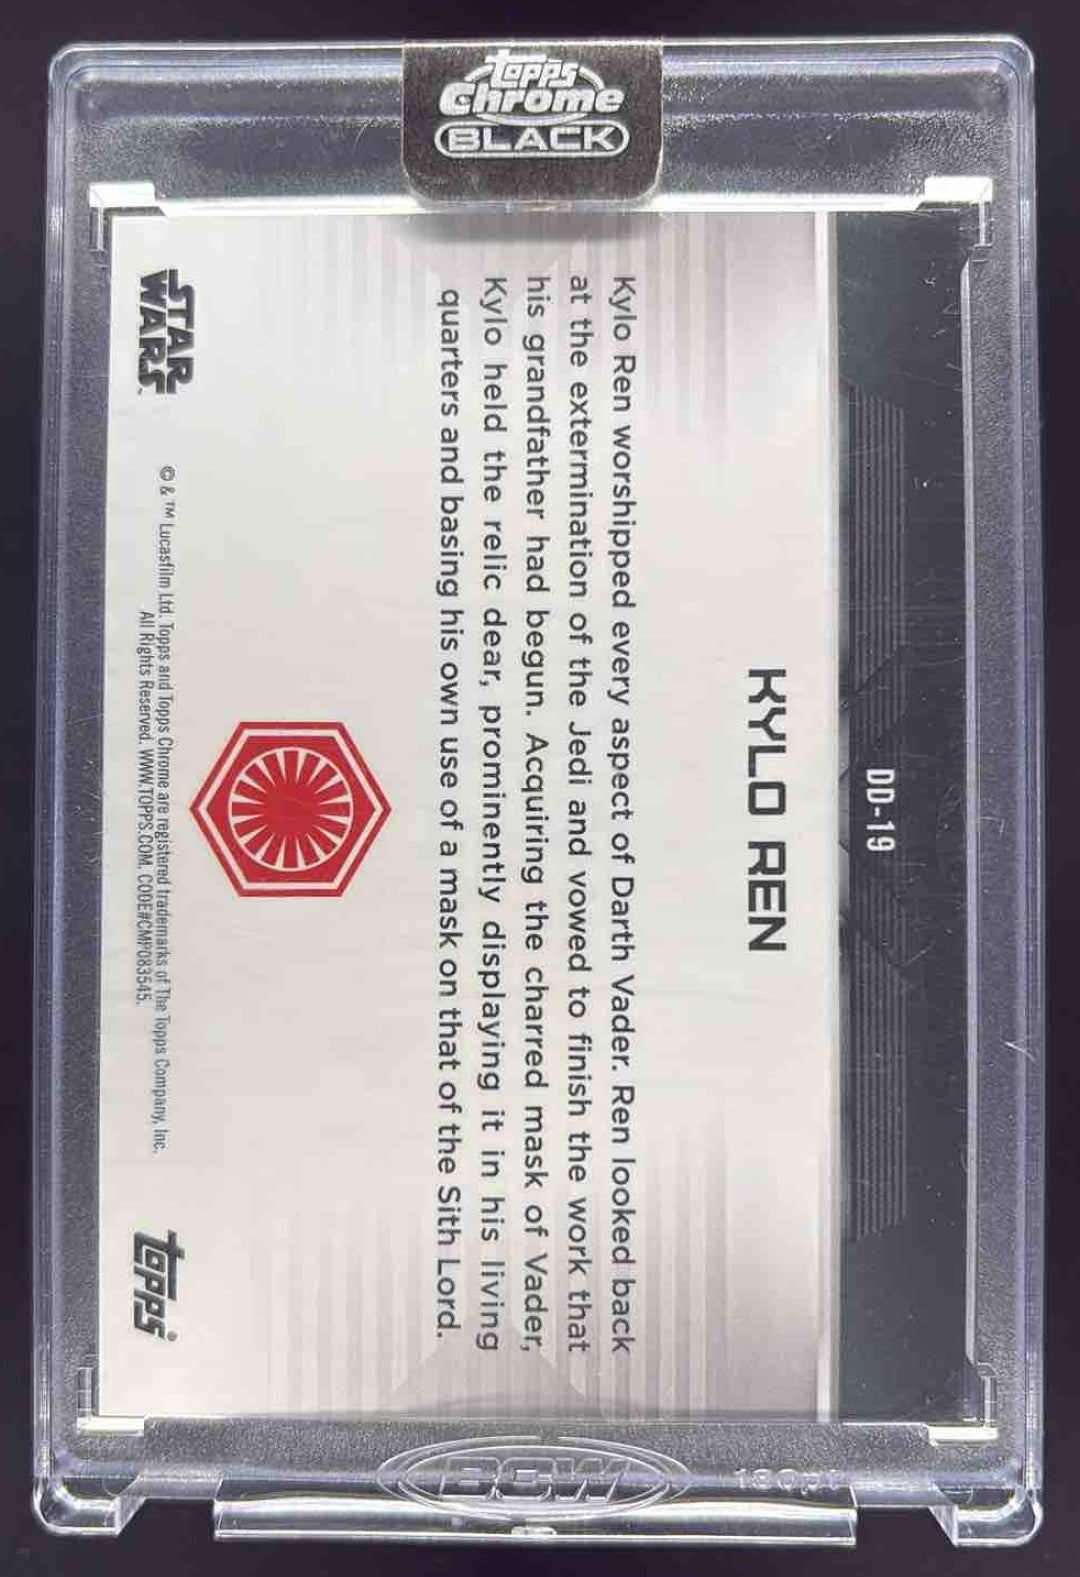 topps
Chrome
BLACK
DD-19
KYLO REN
Kylo Ren worshipped every aspect of Darth Vader. Ren looked back
at the extermination of the Jedi and vowed to finish the work that
his grandfather had begun. Acquiring the charred mask of Vader,
Kylo held the relic dear, prominently displaying it in his living
quarters and basing his own use of a mask on that of the Sith Lord.
STAR
WARS™
© & ™ Lucasfilm Ltd. Topps and Topps Chrome are registered trademarks of The Topps Company, Inc.
All Rights Reserved. WWW.TOPPS.COM. CODE#CMP083545.
topps®
BCW
180pt